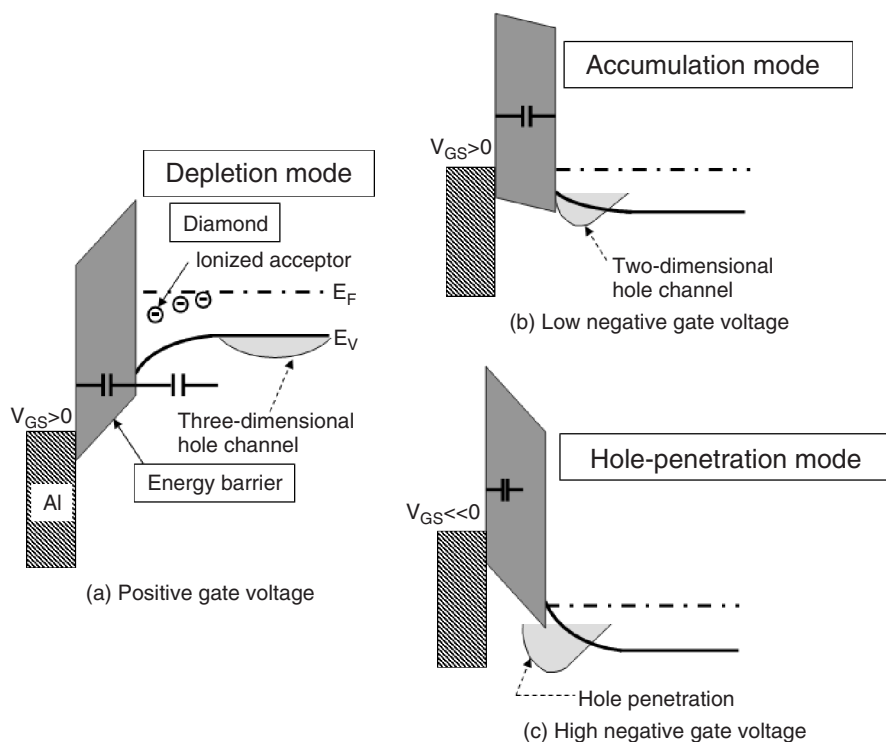 Depletion mode
Diamond
Ionized acceptor
E_F
E_V
V_GS>0
Three-dimensional
hole channel
Energy barrier
Al
(a) Positive gate voltage
Accumulation mode
V_GS>0
Two-dimensional
hole channel
(b) Low negative gate voltage
Hole-penetration mode
V_GS<<0
Hole penetration
(c) High negative gate voltage